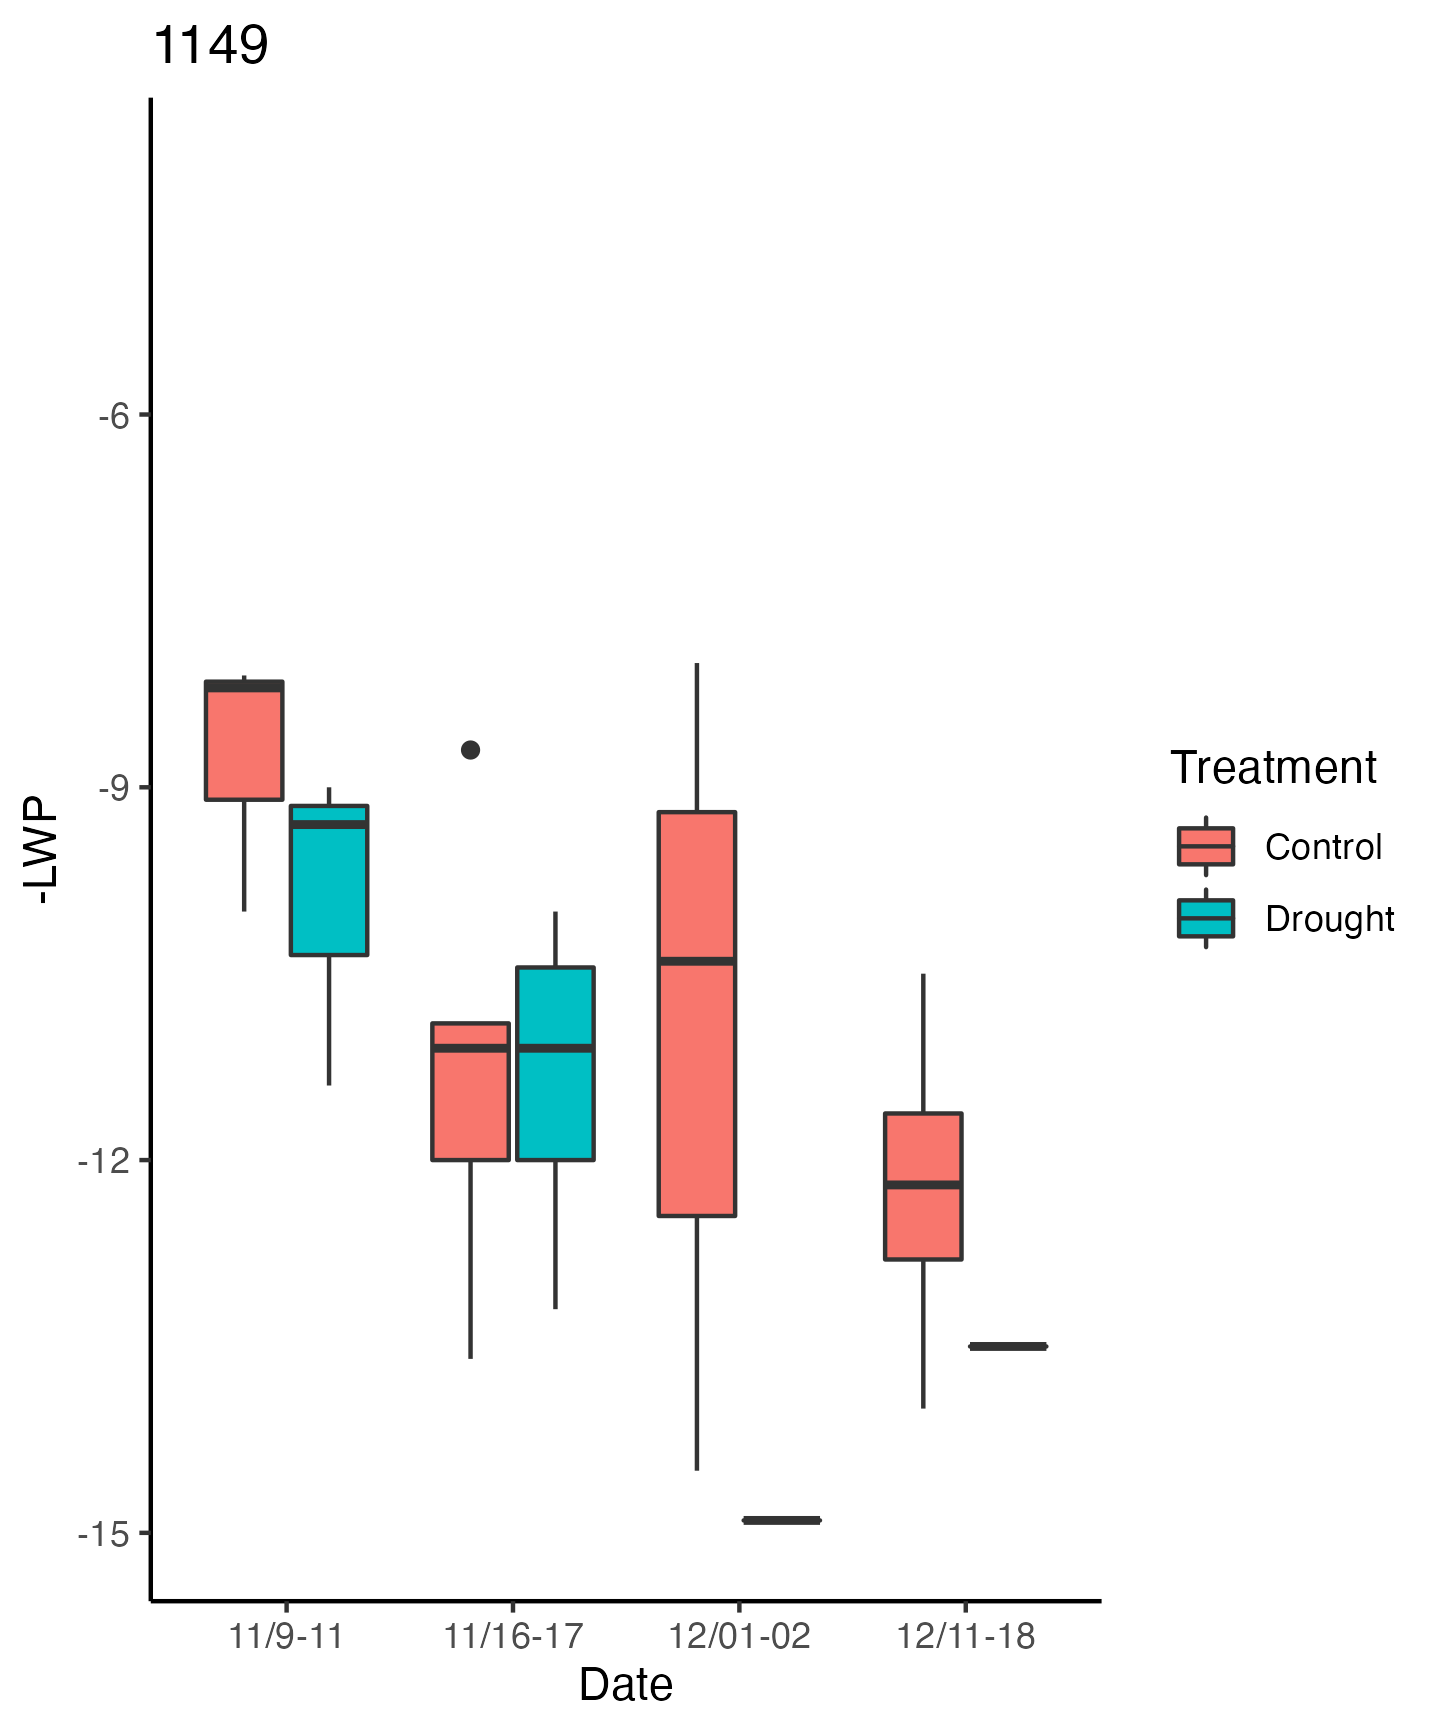 1149
-6
-9
-12
-15
-LWP
11/9-11
11/16-17
12/01-02
12/11-18
Date
Treatment
Control
Drought